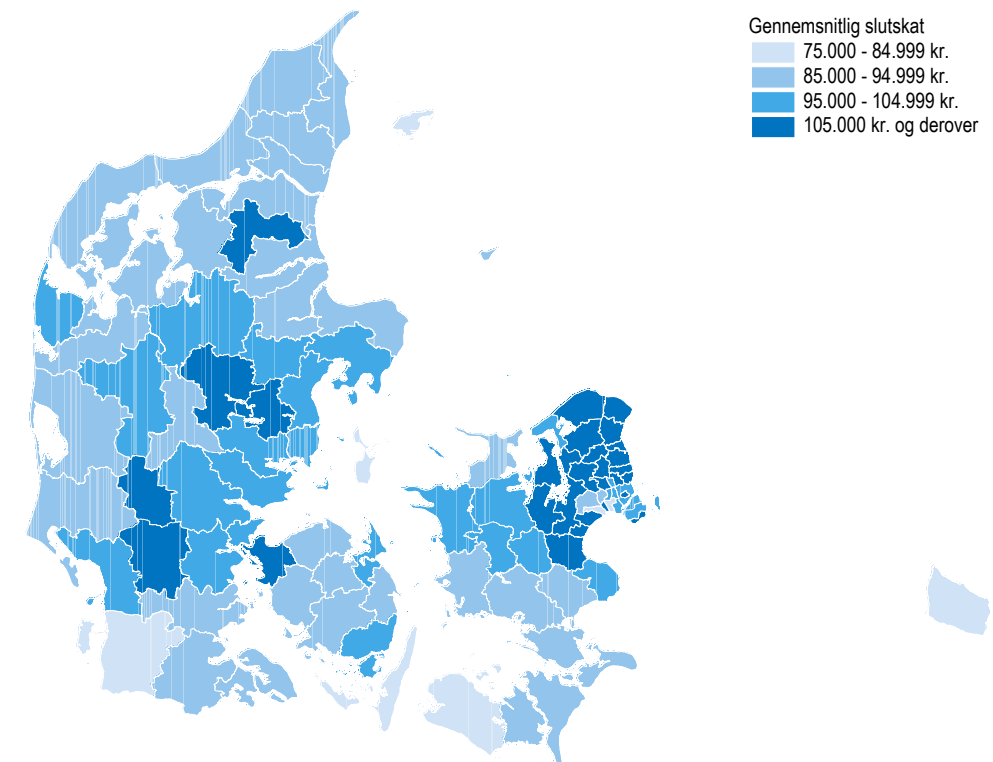 Gennemsnitlig slutskat
75.000 - 84.999 kr.
85.000 - 94.999 kr.
95.000 - 104.999 kr.
105.000 kr. og derover